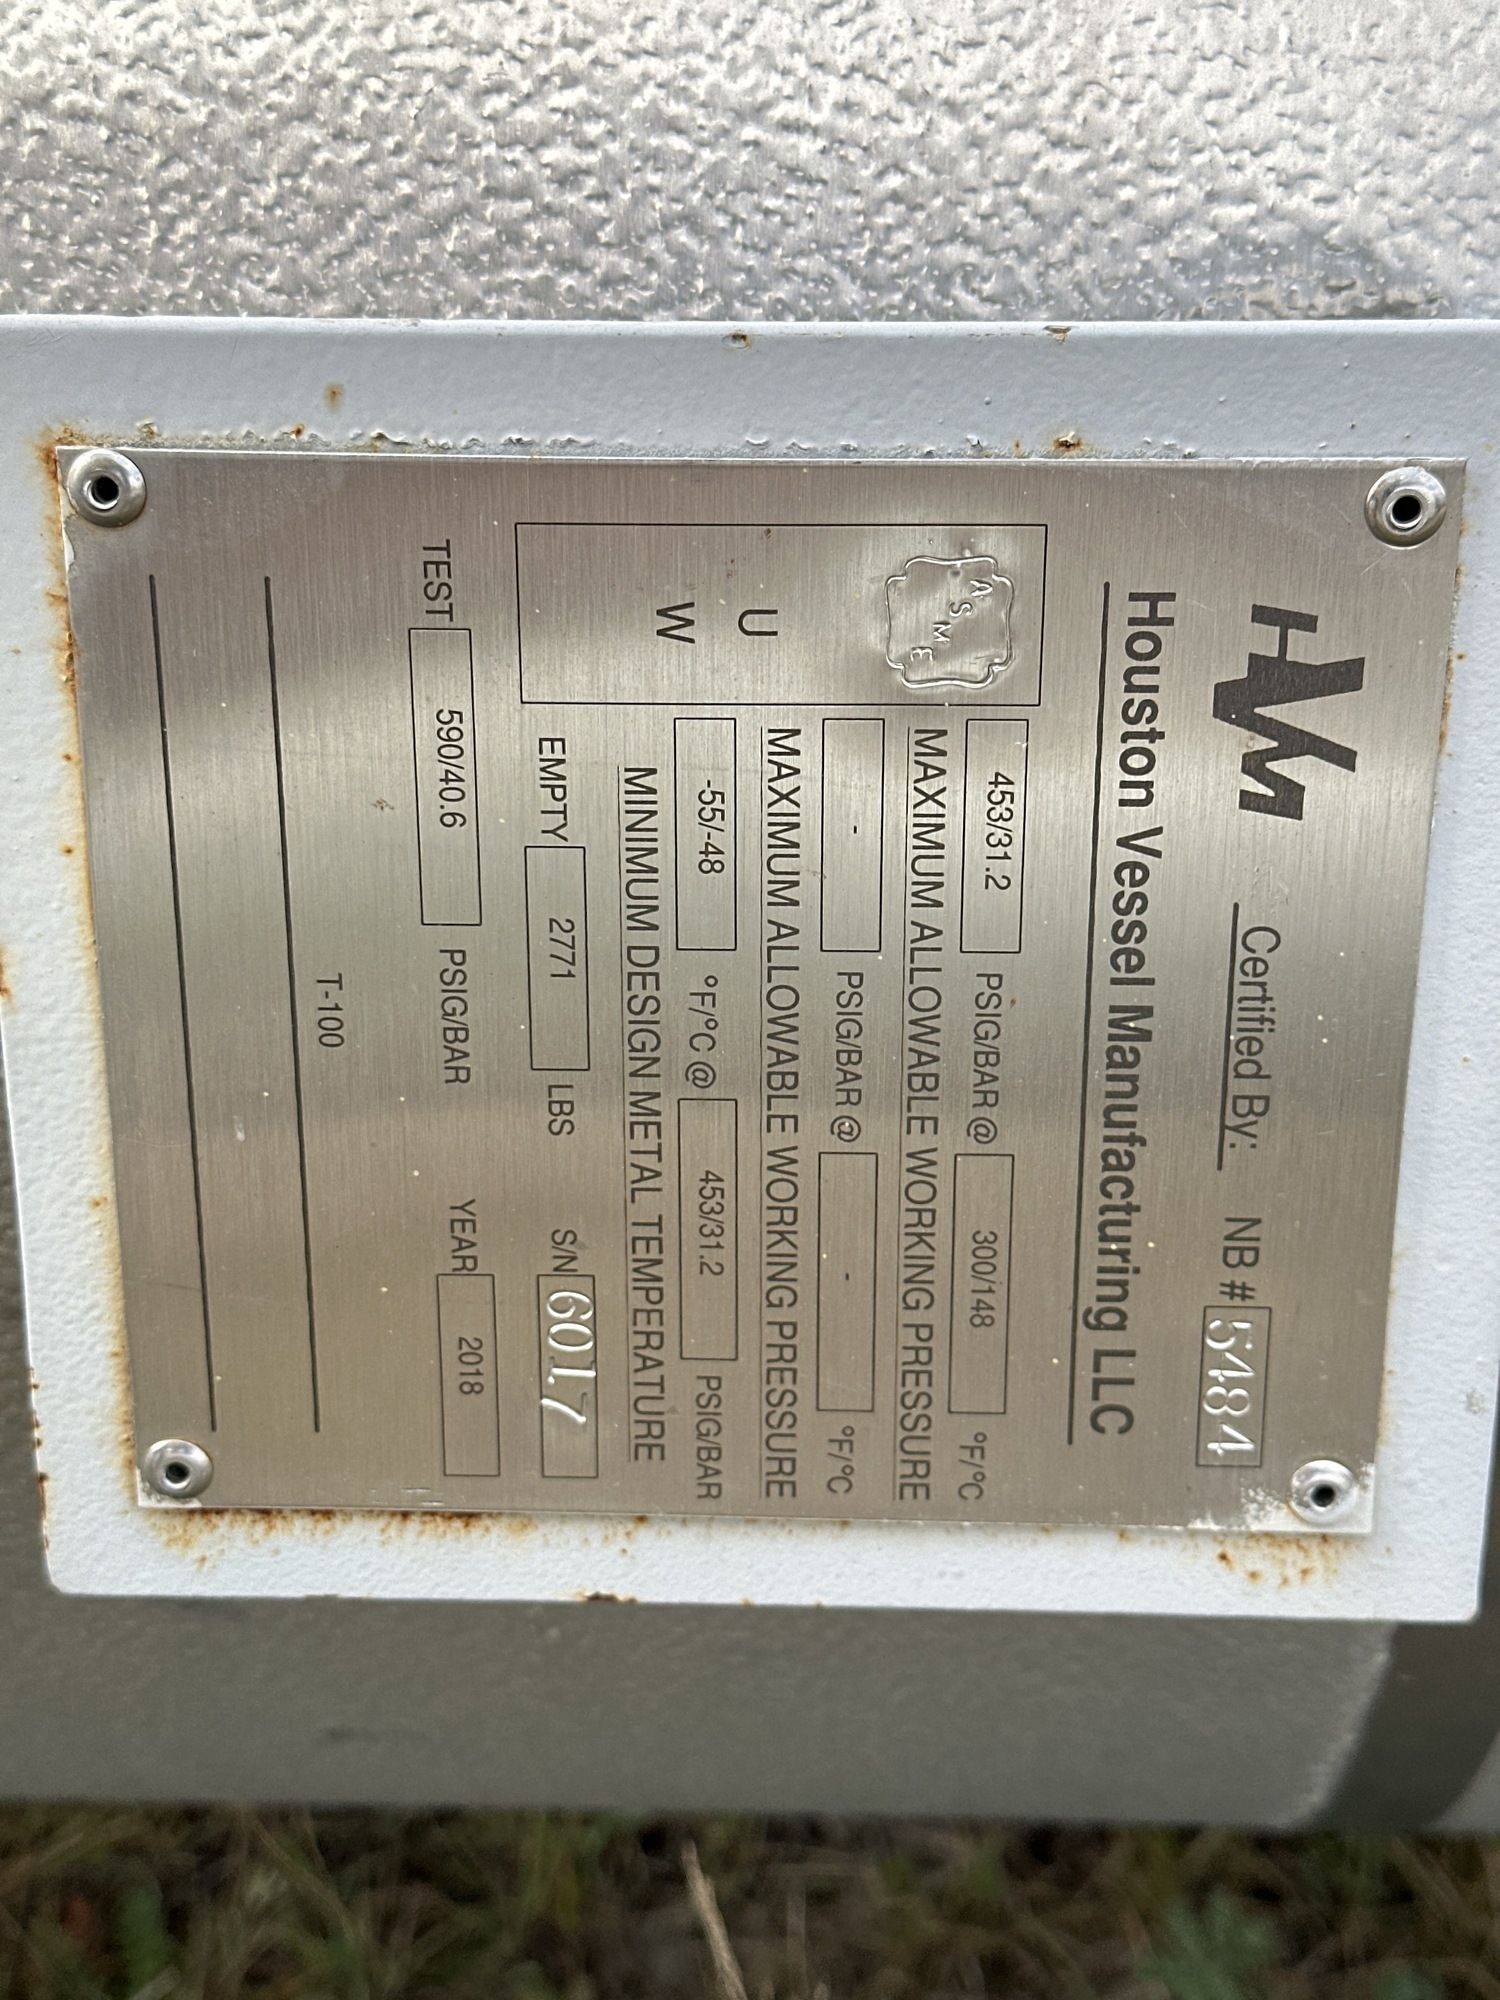 HVM Certified By: NB # 5484
Houston Vessel Manufacturing LLC
ASME
U
W
453/31.2 PSIG/BAR @ 300/148 °F/°C
MAXIMUM ALLOWABLE WORKING PRESSURE
- PSIG/BAR @ - °F/°C
MAXIMUM ALLOWABLE WORKING PRESSURE
-55/-48 °F/°C @ 453/31.2 PSIG/BAR
MINIMUM DESIGN METAL TEMPERATURE
EMPTY 2771 LBS S/N 601.7
TEST 590/40.6 PSIG/BAR YEAR 2018
T-100